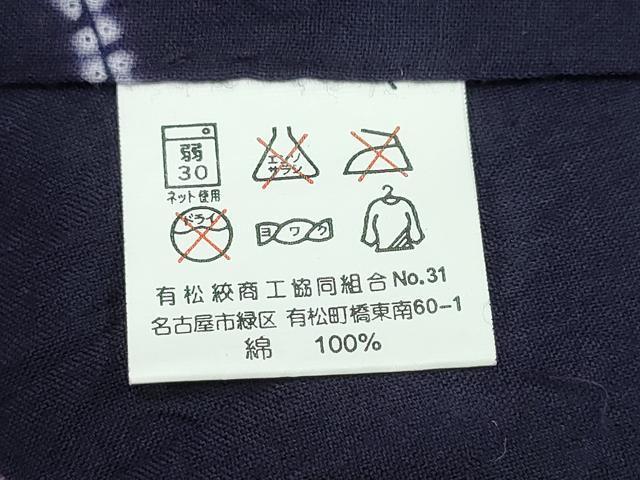 弱
30
エンソ
サラシ
ネット使用
ドライ
ヨワク
有松絞商工協同組合No.31
名古屋市緑区 有松町橋東南60-1
綿 100%